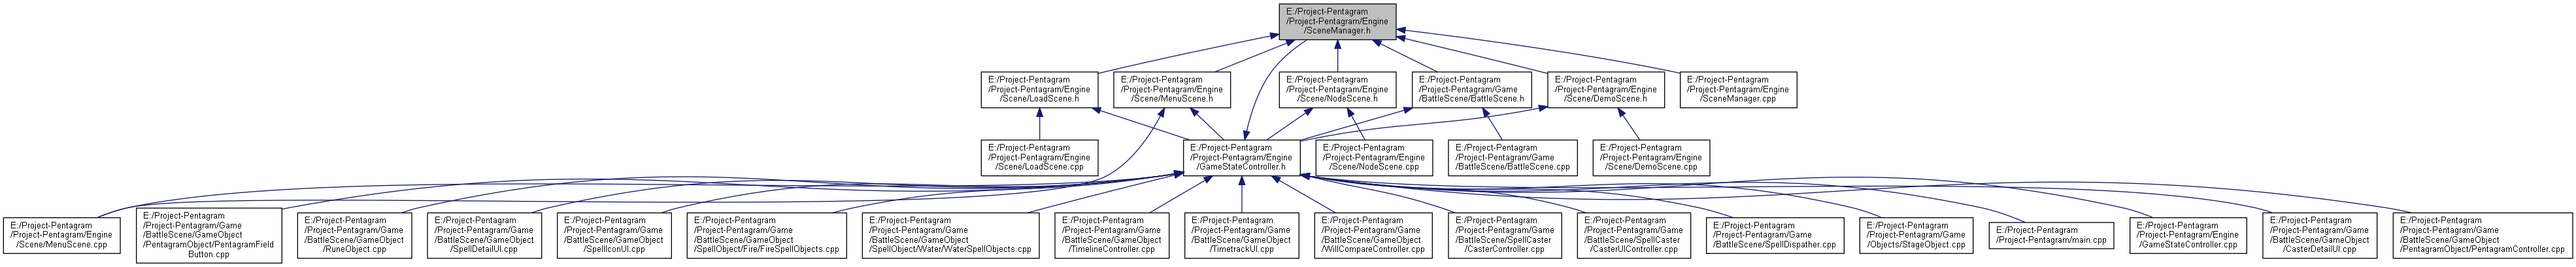 E:/Project-Pentagram
/Project-Pentagram/Engine
/SceneManager.h
E:/Project-Pentagram
/Project-Pentagram/Engine
/Scene/LoadScene.h
E:/Project-Pentagram
/Project-Pentagram/Engine
/Scene/MenuScene.h
E:/Project-Pentagram
/Project-Pentagram/Engine
/Scene/NodeScene.h
E:/Project-Pentagram
/Project-Pentagram/Game
/BattleScene/BattleScene.h
E:/Project-Pentagram
/Project-Pentagram/Engine
/Scene/DemoScene.h
E:/Project-Pentagram
/Project-Pentagram/Engine
/SceneManager.cpp
E:/Project-Pentagram
/Project-Pentagram/Engine
/Scene/LoadScene.cpp
E:/Project-Pentagram
/Project-Pentagram/Engine
/GameStateController.h
E:/Project-Pentagram
/Project-Pentagram/Engine
/Scene/NodeScene.cpp
E:/Project-Pentagram
/Project-Pentagram/Game
/BattleScene/BattleScene.cpp
E:/Project-Pentagram
/Project-Pentagram/Engine
/Scene/DemoScene.cpp
E:/Project-Pentagram
/Project-Pentagram/Engine
/Scene/MenuScene.cpp
E:/Project-Pentagram
/Project-Pentagram/Game
/BattleScene/GameObject
/PentagramObject/PentagramField
Button.cpp
E:/Project-Pentagram
/Project-Pentagram/Game
/BattleScene/GameObject
/RuneObject.cpp
E:/Project-Pentagram
/Project-Pentagram/Game
/BattleScene/GameObject
/SpellDetailUI.cpp
E:/Project-Pentagram
/Project-Pentagram/Game
/BattleScene/GameObject
/SpellIconUI.cpp
E:/Project-Pentagram
/Project-Pentagram/Game
/BattleScene/GameObject
/SpellObject/Fire/FireSpellObjects.cpp
E:/Project-Pentagram
/Project-Pentagram/Game
/BattleScene/GameObject
/SpellObject/Water/WaterSpellObjects.cpp
E:/Project-Pentagram
/Project-Pentagram/Game
/BattleScene/GameObject
/TimelineController.cpp
E:/Project-Pentagram
/Project-Pentagram/Game
/BattleScene/GameObject
/TimetrackUI.cpp
E:/Project-Pentagram
/Project-Pentagram/Game
/BattleScene/GameObject
/WillCompareController.cpp
E:/Project-Pentagram
/Project-Pentagram/Game
/BattleScene/SpellCaster
/CasterController.cpp
E:/Project-Pentagram
/Project-Pentagram/Game
/BattleScene/SpellCaster
/CasterUIController.cpp
E:/Project-Pentagram
/Project-Pentagram/Game
/BattleScene/SpellDispather.cpp
E:/Project-Pentagram
/Project-Pentagram/Game
/Objects/StageObject.cpp
E:/Project-Pentagram
/Project-Pentagram/main.cpp
E:/Project-Pentagram
/Project-Pentagram/Engine
/GameStateController.cpp
E:/Project-Pentagram
/Project-Pentagram/Game
/BattleScene/GameObject
/CasterDetailUI.cpp
E:/Project-Pentagram
/Project-Pentagram/Game
/BattleScene/GameObject
/PentagramObject/PentagramController.cpp